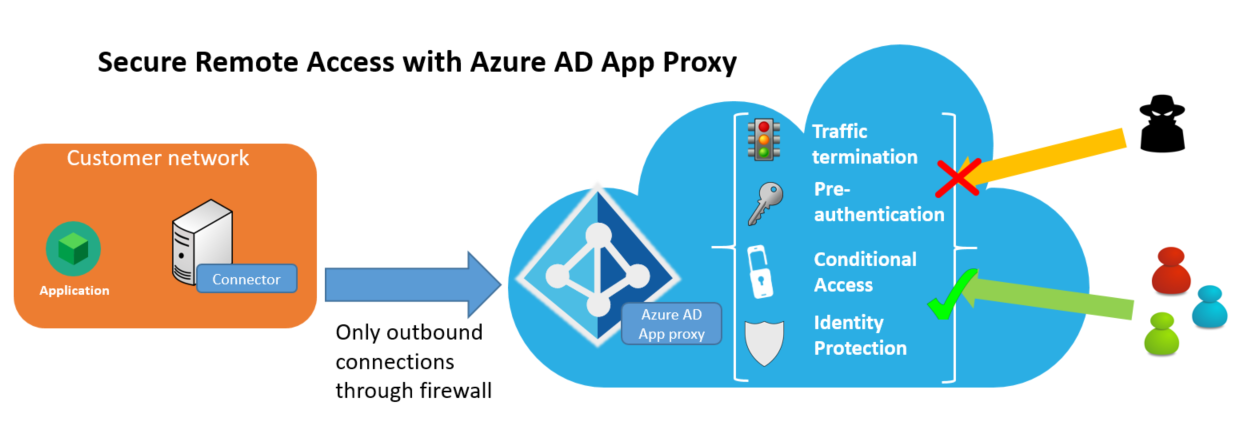 Secure Remote Access with Azure AD App Proxy
Customer network
Application
Connector
Only outbound
connections
through firewall
Azure AD
App proxy
Traffic
termination
Pre-
authentication
Conditional
Access
Identity
Protection